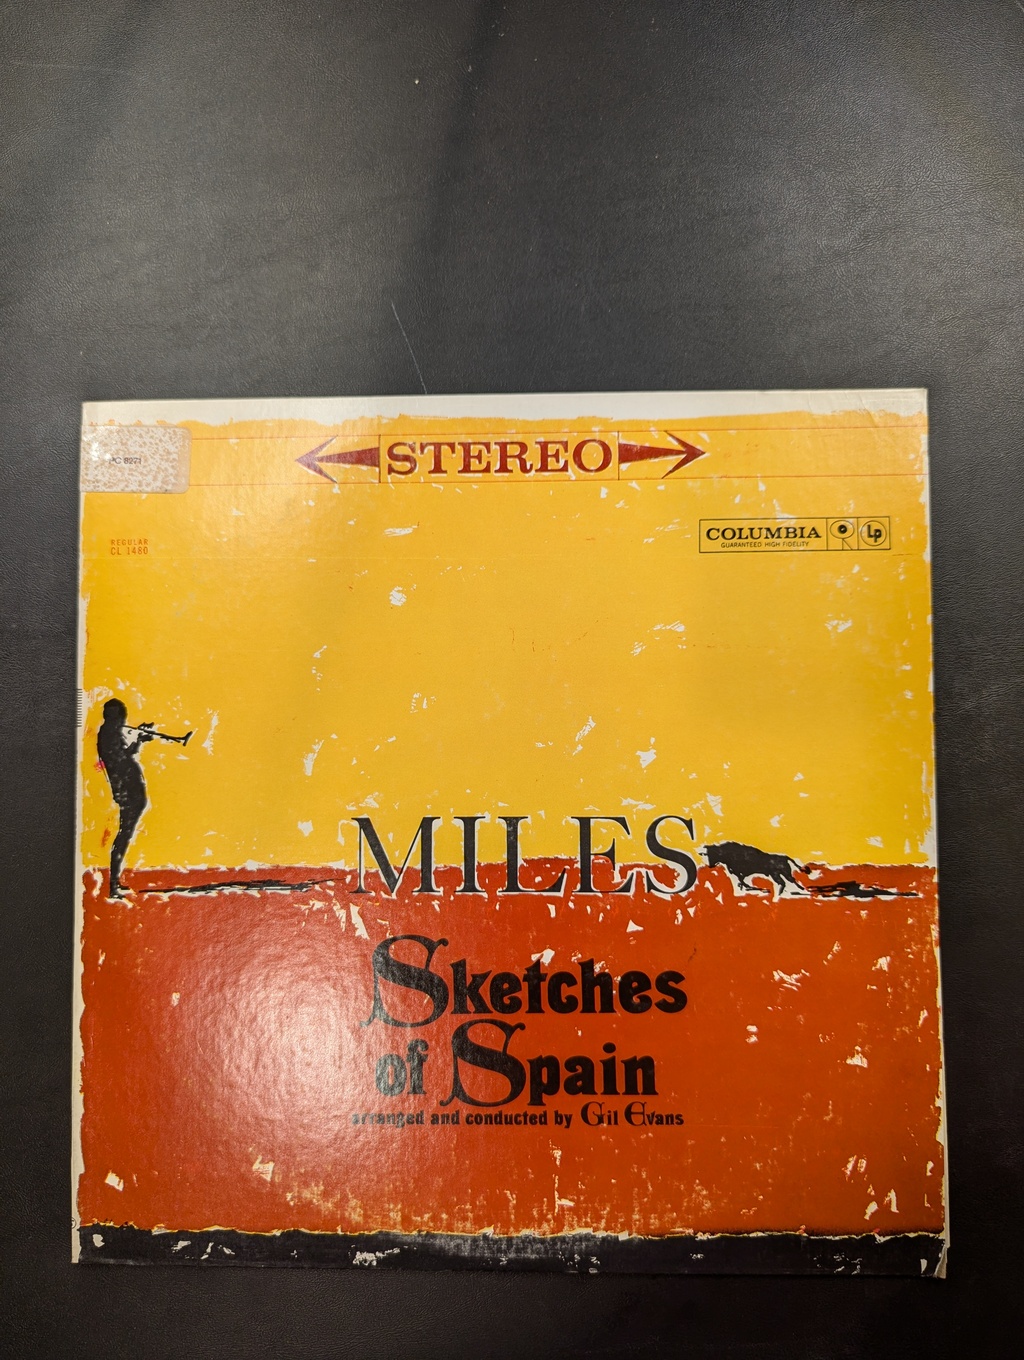 STEREO
PC 8271
COLUMBIA
GUARANTEED HIGH FIDELITY
Lp
REGULAR
CL 1480
MILES
Sketches
of Spain
arranged and conducted by Gil Evans